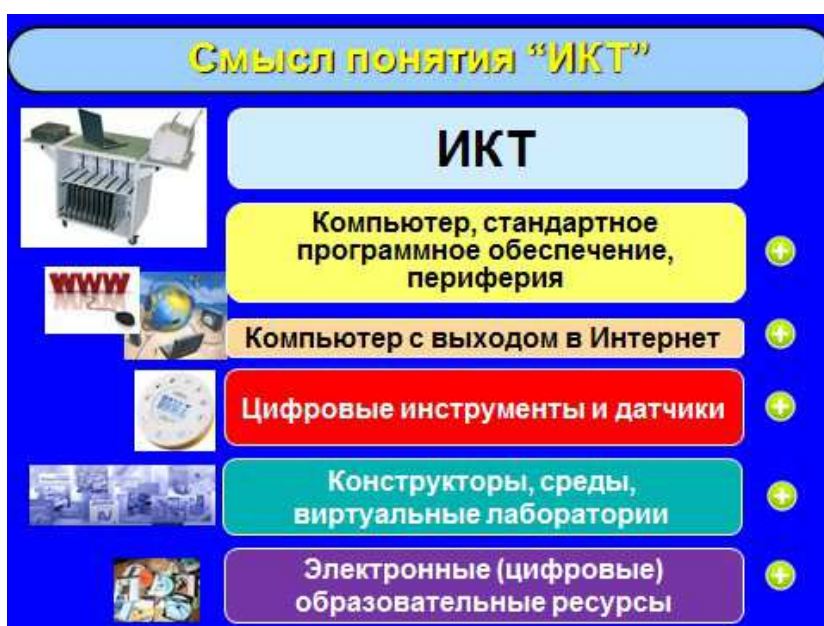 Смысл понятия “ИКТ”
ИКТ
Компьютер, стандартное
программное обеспечение,
периферия
www
Компьютер с выходом в Интернет
Цифровые инструменты и датчики
Конструкторы, среды,
виртуальные лаборатории
Электронные (цифровые)
образовательные ресурсы